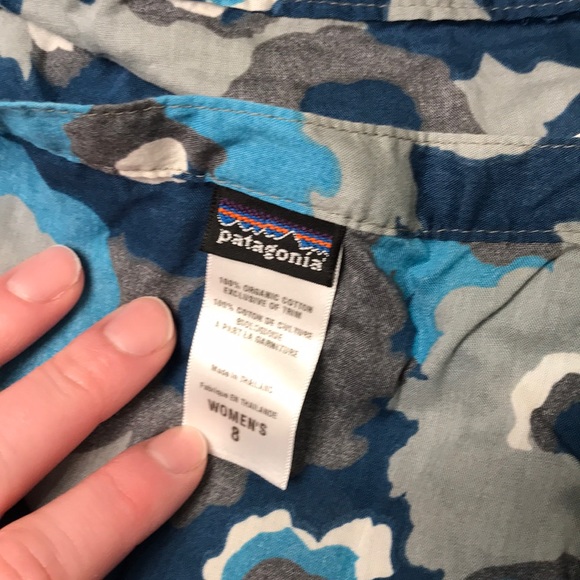 patagonia
100% ORGANIC COTTON
EXCLUSIVE OF TRIM
100% COTON DE CULTURE
BIOLOGIQUE
A PART LA GARNITURE
Made in THAILAND
Fabriqué EN THAILANDE
WOMEN'S
8